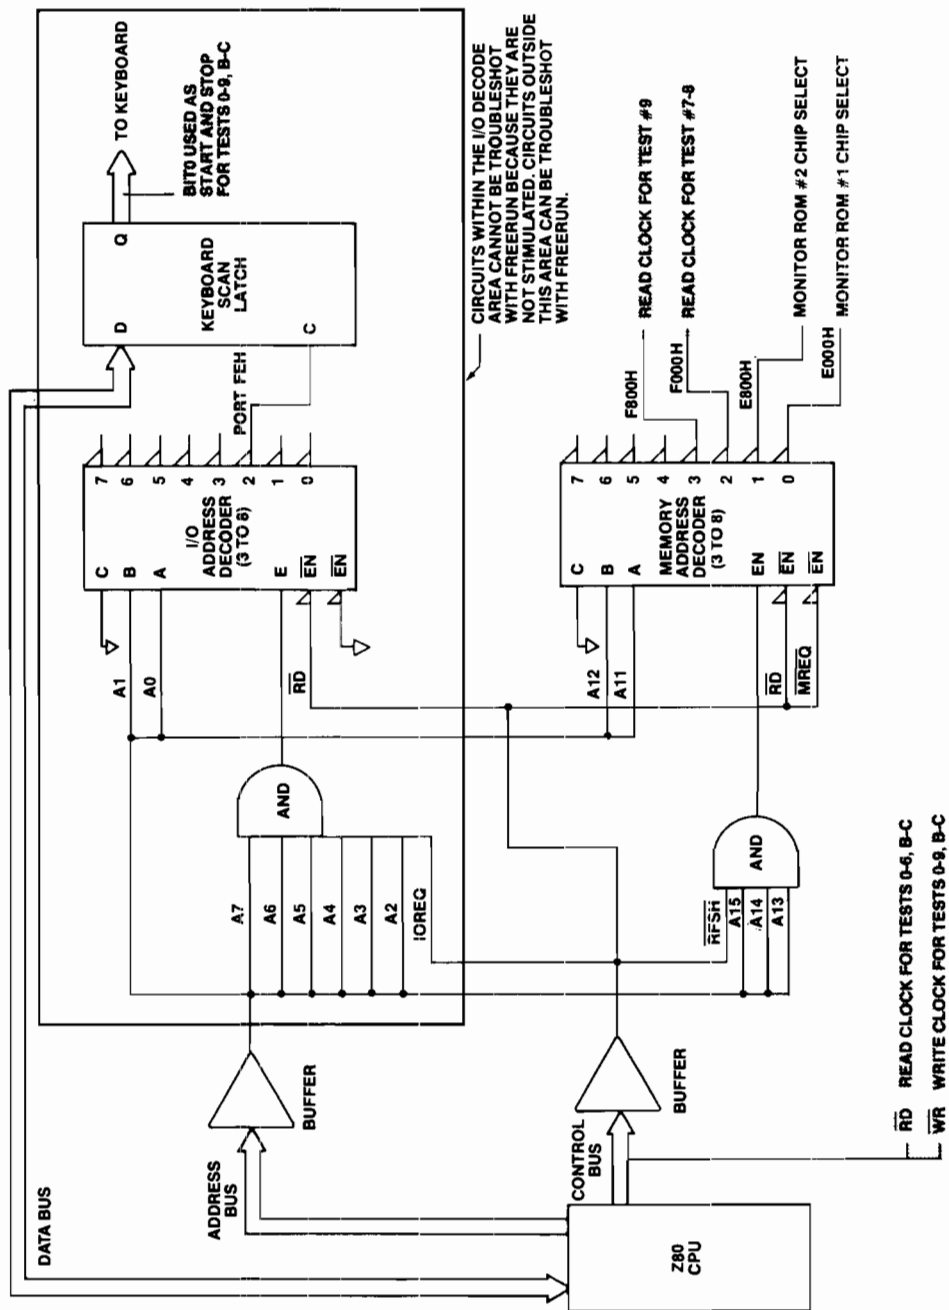 TO KEYBOARD
BIT0 USED AS
START AND STOP
FOR TESTS 0-9, B-C
D
Q
KEYBOARD
SCAN
LATCH
C
CIRCUITS WITHIN THE I/O DECODE
AREA CANNOT BE TROUBLESHOT
WITH FREERUN BECAUSE THEY ARE
NOT STIMULATED. CIRCUITS OUTSIDE
THIS AREA CAN BE TROUBLESHOT
WITH FREERUN.
PORT FEH
C
B
A
I/O
ADDRESS
DECODER
(3 TO 8)
E
EN
EN
7
6
5
4
3
2
1
0
A1
A0
RD
AND
A7
A6
A5
A4
A3
A2
IOREQ
F800H
READ CLOCK FOR TEST #9
F000H
READ CLOCK FOR TEST #7-8
E800H
MONITOR ROM #2 CHIP SELECT
E000H
MONITOR ROM #1 CHIP SELECT
C
B
A
MEMORY
ADDRESS
DECODER
(3 TO 8)
EN
EN
EN
7
6
5
4
3
2
1
0
A12
A11
RD
MREQ
AND
RFSH
A15
A14
A13
BUFFER
BUFFER
DATA BUS
ADDRESS
BUS
CONTROL
BUS
Z80
CPU
RD READ CLOCK FOR TESTS 0-6, B-C
WR WRITE CLOCK FOR TESTS 0-9, B-C